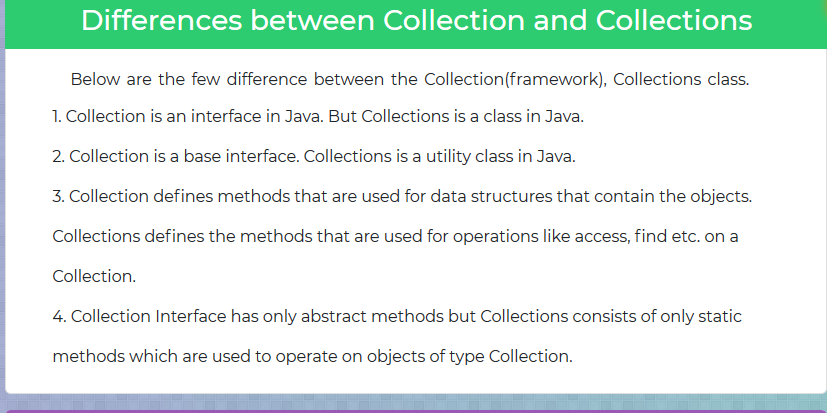 Differences between Collection and Collections
Below are the few difference between the Collection(framework), Collections class.
1. Collection is an interface in Java. But Collections is a class in Java.
2. Collection is a base interface. Collections is a utility class in Java.
3. Collection defines methods that are used for data structures that contain the objects.
Collections defines the methods that are used for operations like access, find etc. on a
Collection.
4. Collection Interface has only abstract methods but Collections consists of only static
methods which are used to operate on objects of type Collection.